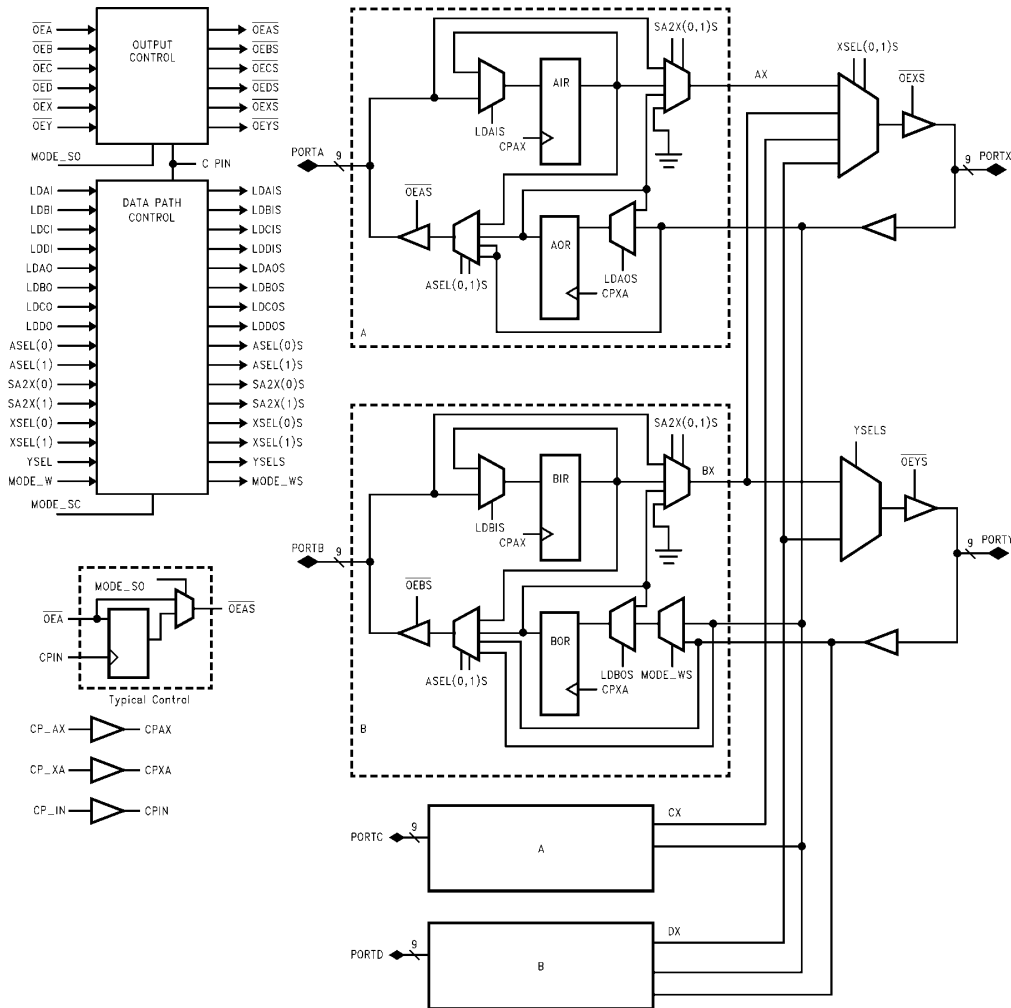 OEA
OEB
OEC
OED
OEX
OEY
MODE_SO
OUTPUT
CONTROL
OEAS
OEBS
OECS
OEDS
OEXS
OEYS
C PIN
LDAI
LDBI
LDCI
LDDI
LDAO
LDBO
LDCO
LDDO
ASEL(0)
ASEL(1)
SA2X(0)
SA2X(1)
XSEL(0)
XSEL(1)
YSEL
MODE_W
MODE_SC
DATA PATH
CONTROL
LDAIS
LDBIS
LDCIS
LDDIS
LDAOS
LDBOS
LDCOS
LDDOS
ASEL(0)S
ASEL(1)S
SA2X(0)S
SA2X(1)S
XSEL(0)S
XSEL(1)S
YSELS
MODE_WS
MODE_SO
OEA
OEAS
CPIN
Typical Control
CP_AX
CPAX
CP_XA
CPXA
CP_IN
CPIN
SA2X(0,1)S
AIR
LDAIS
CPAX
PORTA
9
OEAS
AOR
LDAOS
CPXA
ASEL(0,1)S
A
AX
XSEL(0,1)S
OEXS
9
PORTX
SA2X(0,1)S
BIR
LDBIS
CPAX
PORTB
9
OEBS
BOR
LDBOS
MODE_WS
CPXA
ASEL(0,1)S
B
BX
YSELS
OEYS
9
PORTY
PORTC
9
A
CX
PORTD
9
B
DX